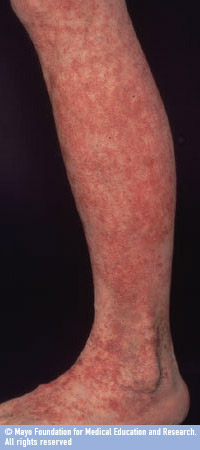 © Mayo Foundation for Medical Education and Research.
All rights reserved